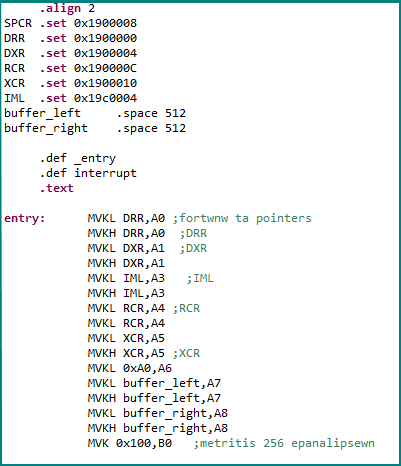 .align 2
SPCR .set 0x1900008
DRR .set 0x1900000
DXR .set 0x1900004
RCR .set 0x190000C
XCR .set 0x1900010
IML .set 0x19c0004
buffer_left .space 512
buffer_right .space 512
.def _entry
.def interrupt
.text
entry: MVKL DRR,A0 ;fortwnw ta pointers
MVKH DRR,A0 ;DRR
MVKL DXR,A1 ;DXR
MVKH DXR,A1
MVKL IML,A3 ;IML
MVKH IML,A3
MVKL RCR,A4 ;RCR
MVKL RCR,A4
MVKL XCR,A5
MVKH XCR,A5 ;XCR
MVKL 0xA0,A6
MVKL buffer_left,A7
MVKH buffer_left,A7
MVKL buffer_right,A8
MVKH buffer_right,A8
MVK 0x100,B0 ;metritis 256 epanalipsewn